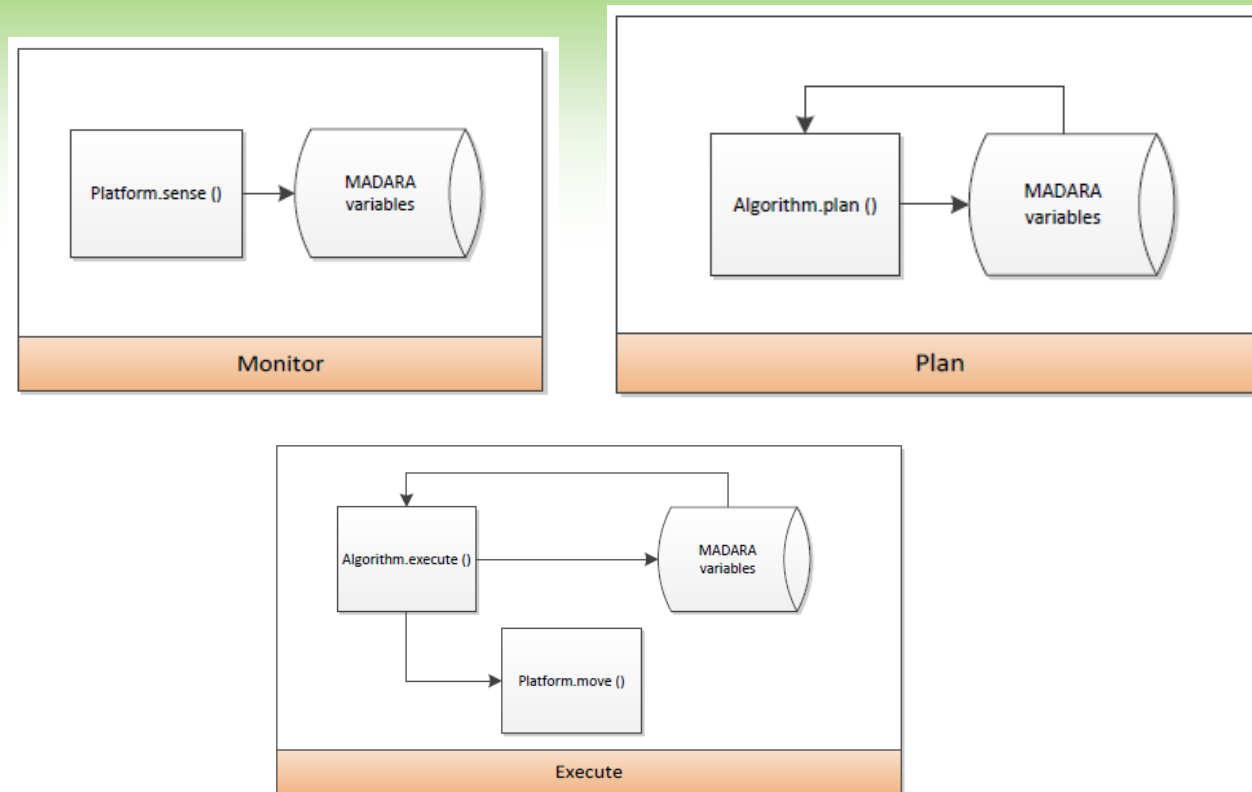 Platform.sense ()
MADARA
variables
Monitor
Algorithm.plan ()
MADARA
variables
Plan
Algorithm.execute ()
MADARA
variables
Platform.move ()
Execute